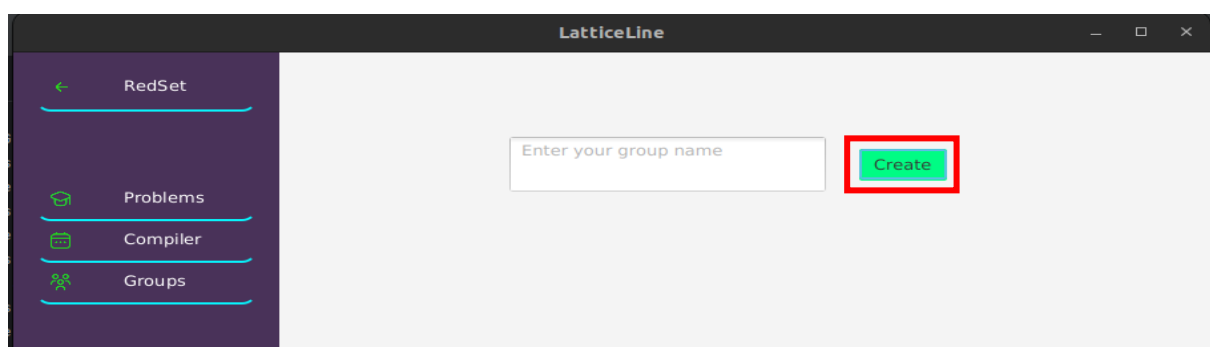 LatticeLine
RedSet
Enter your group name
Create
Problems
Compiler
Groups